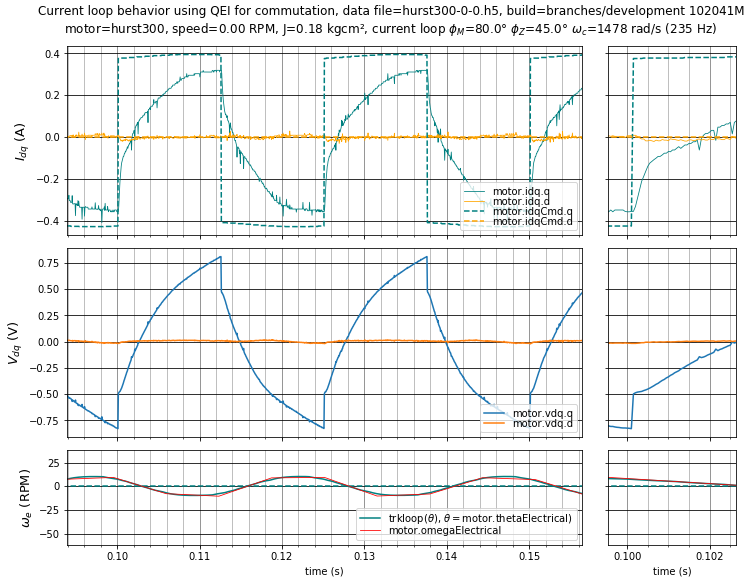 Current loop behavior using QEI for commutation, data file=hurst300-0-0.h5, build=branches/development 102041M
motor=hurst300, speed=0.00 RPM, J=0.18 kgcm², current loop ϕM=80.0° ϕZ=45.0° ωc=1478 rad/s (235 Hz)
Idq (A)
0.4
0.2
0.0
−0.2
−0.4
motor.idq.q
motor.idq.d
motor.idqCmd.q
motor.idqCmd.d
Vdq (V)
0.75
0.50
0.25
0.00
−0.25
−0.50
−0.75
motor.vdq.q
motor.vdq.d
ωe (RPM)
25
0
−25
−50
trkloop(θ), θ = motor.thetaElectrical)
motor.omegaElectrical
0.10 0.11 0.12 0.13 0.14 0.15
time (s)
0.100 0.102
time (s)